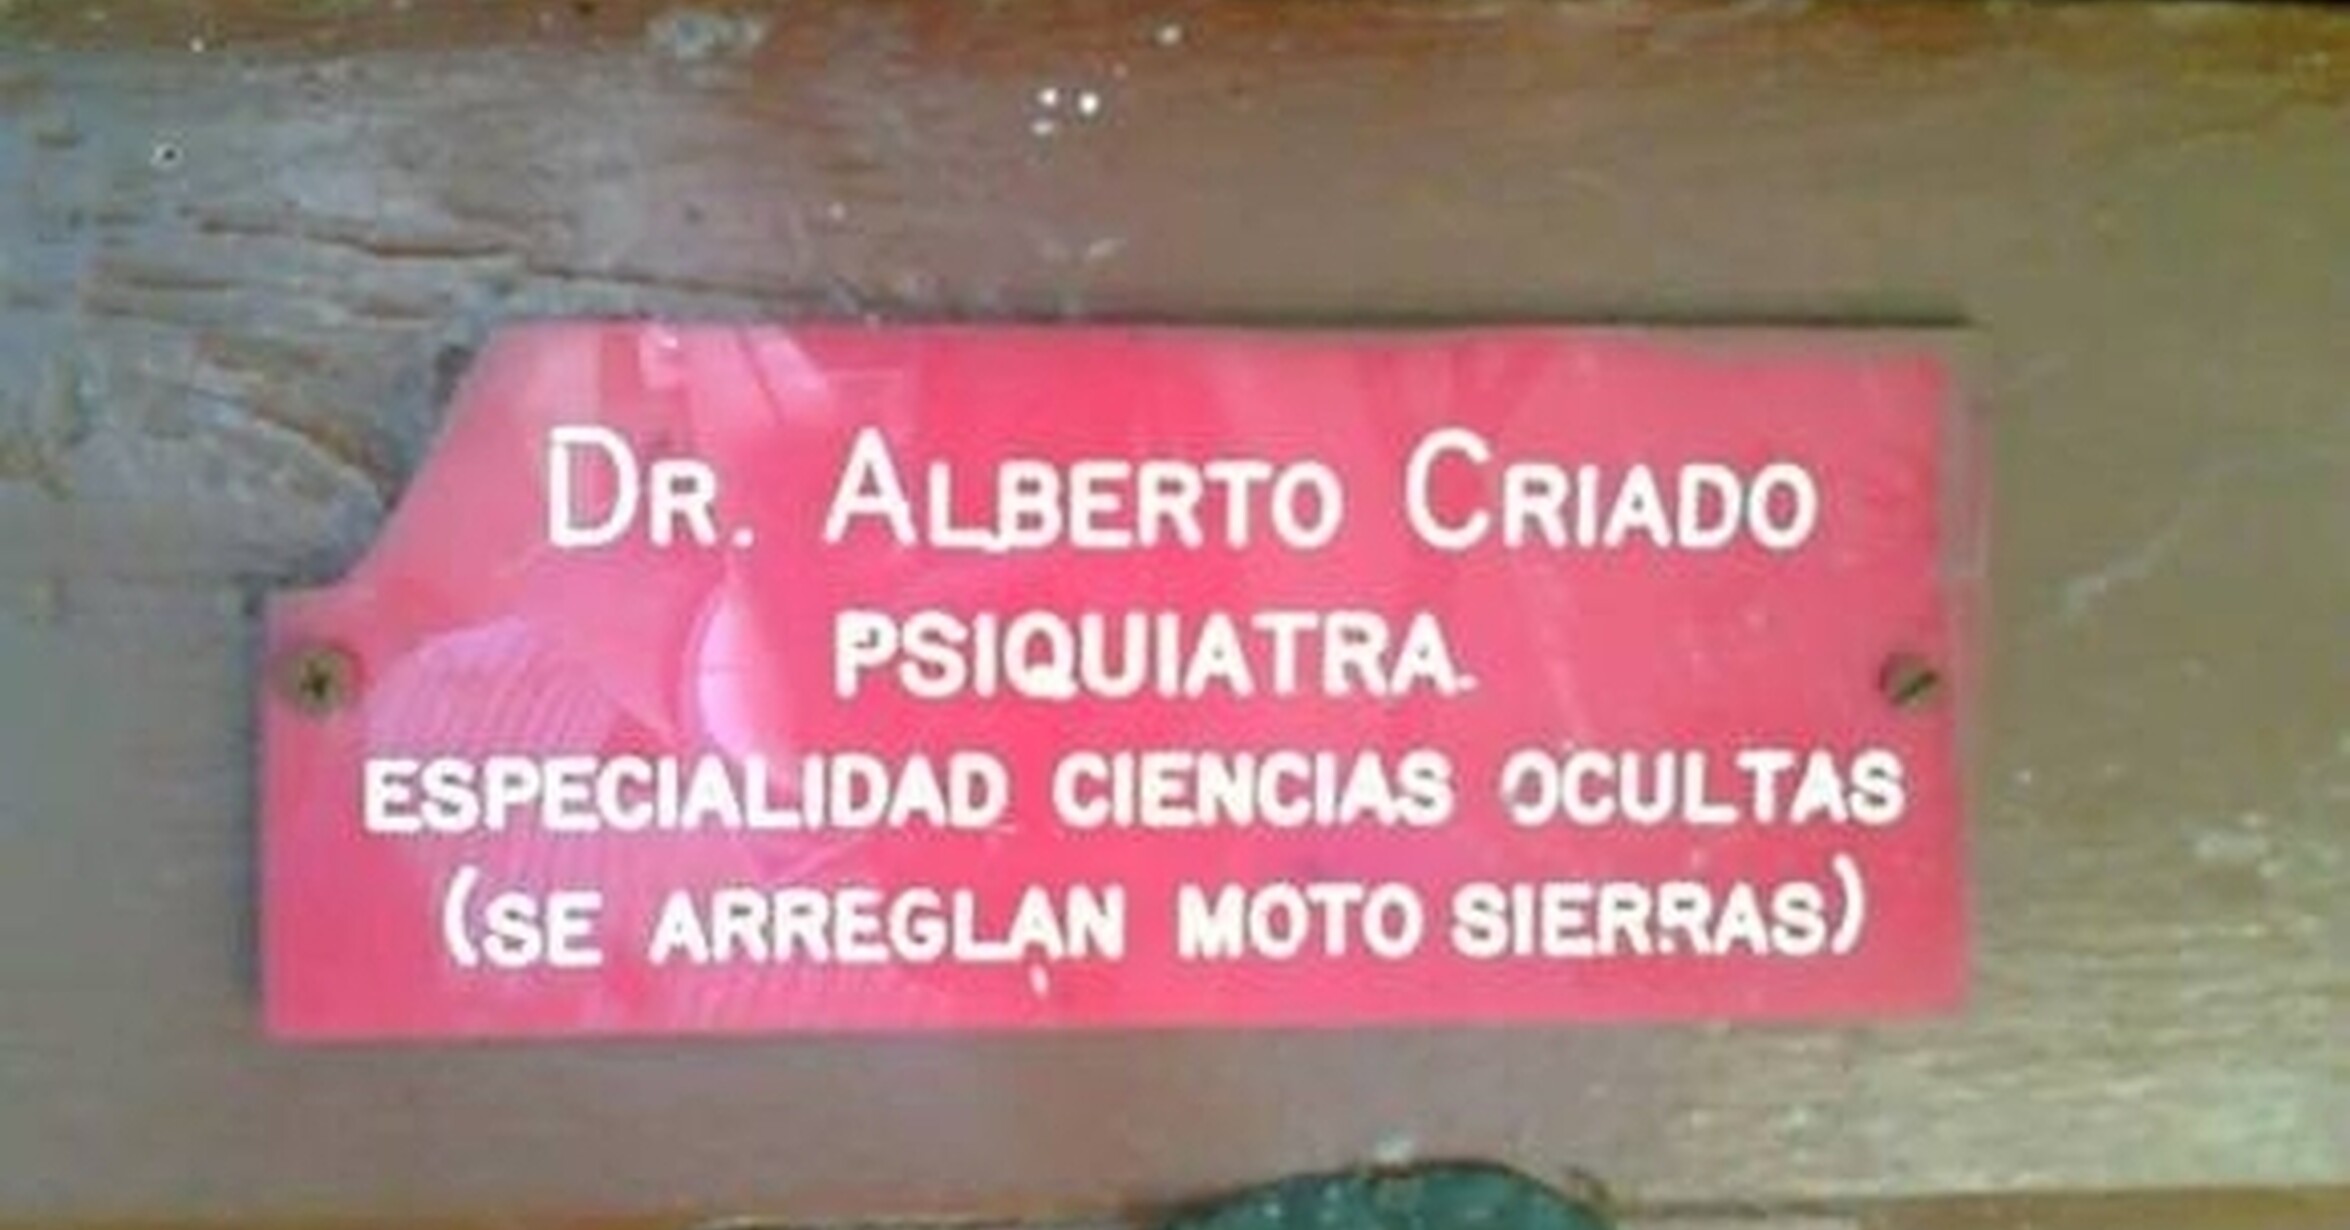 DR. ALBERTO CRIADO
PSIQUIATRA.
ESPECIALIDAD CIENCIAS OCULTAS
(SE ARREGLAN MOTO SIERRAS)